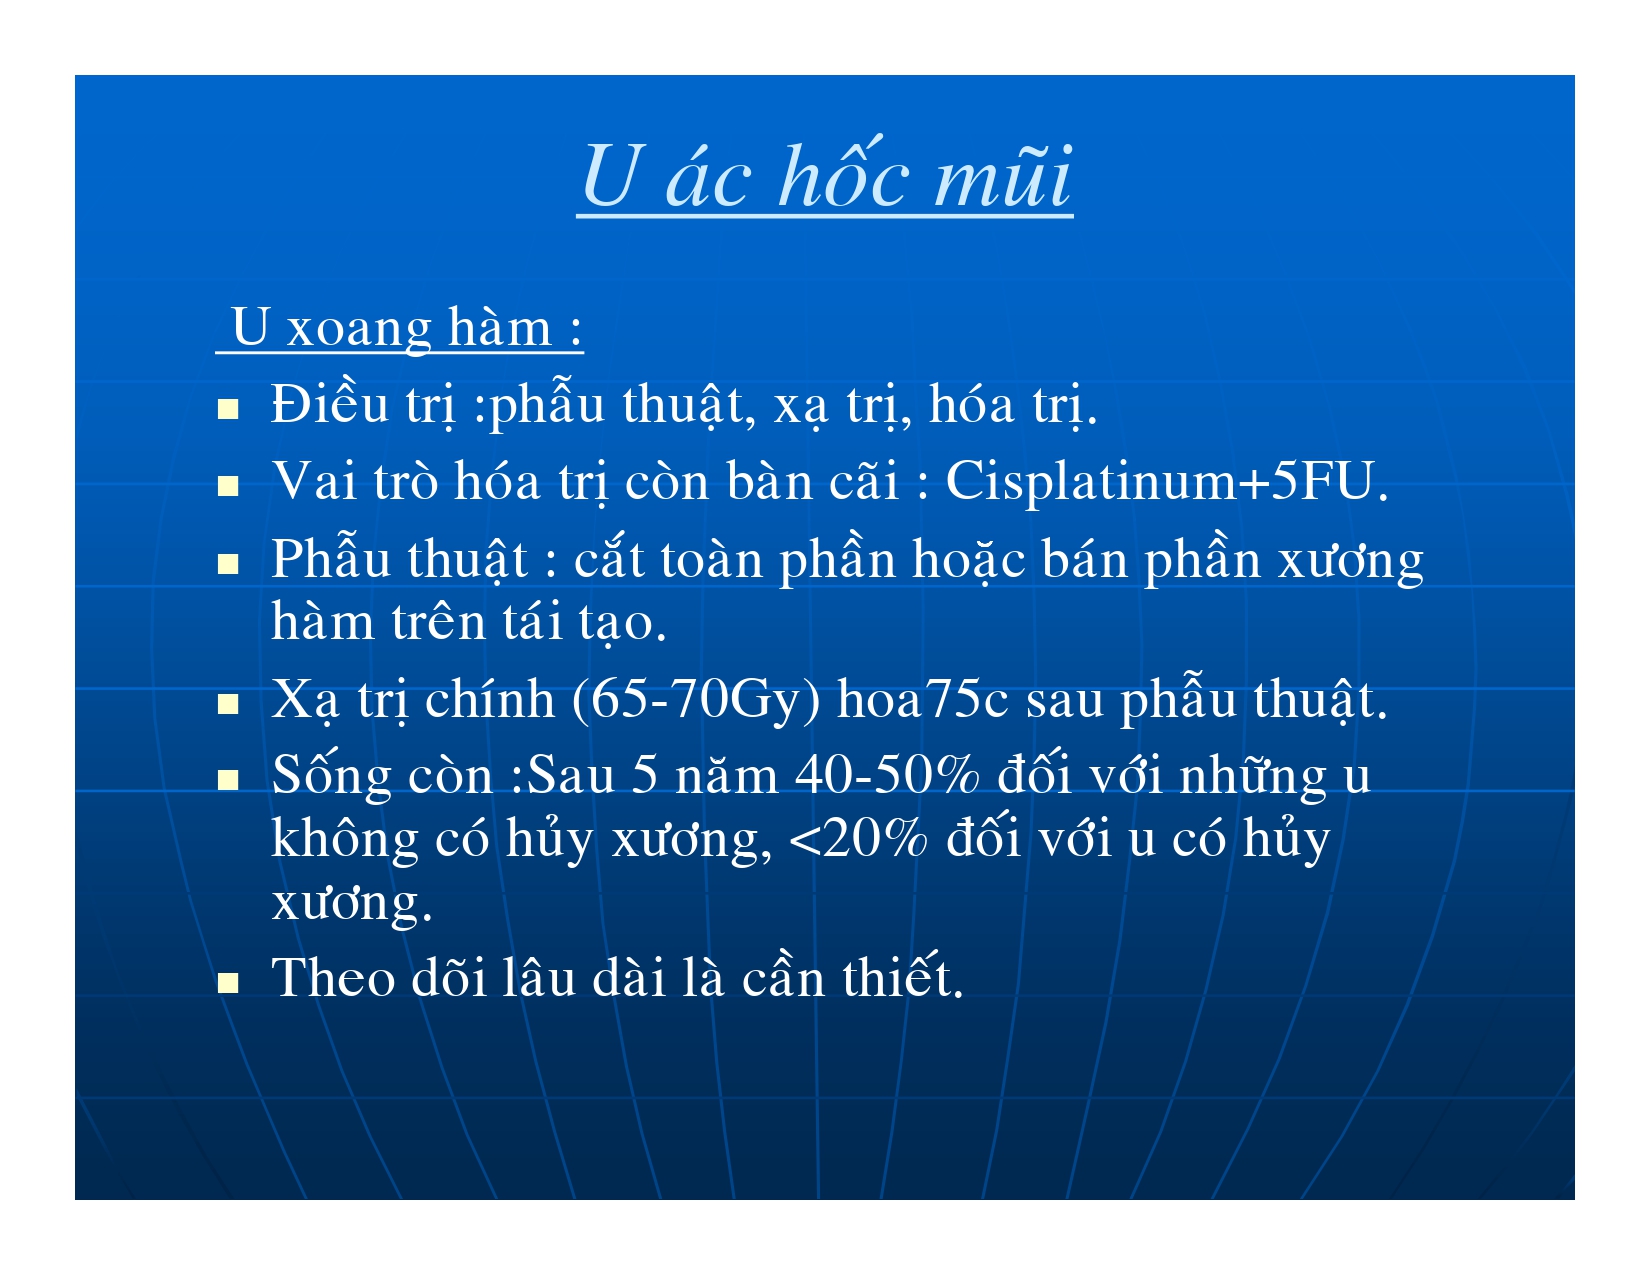 U ác hốc mũi
U xoang hàm :
Điều trị :phẫu thuật, xạ trị, hóa trị.
Vai trò hóa trị còn bàn cãi : Cisplatinum+5FU.
Phẫu thuật : cắt toàn phần hoặc bán phần xương
hàm trên tái tạo.
Xạ trị chính (65-70Gy) hoa75c sau phẫu thuật.
Sống còn :Sau 5 năm 40-50% đối với những u
không có hủy xương, <20% đối với u có hủy
xương.
Theo dõi lâu dài là cần thiết.